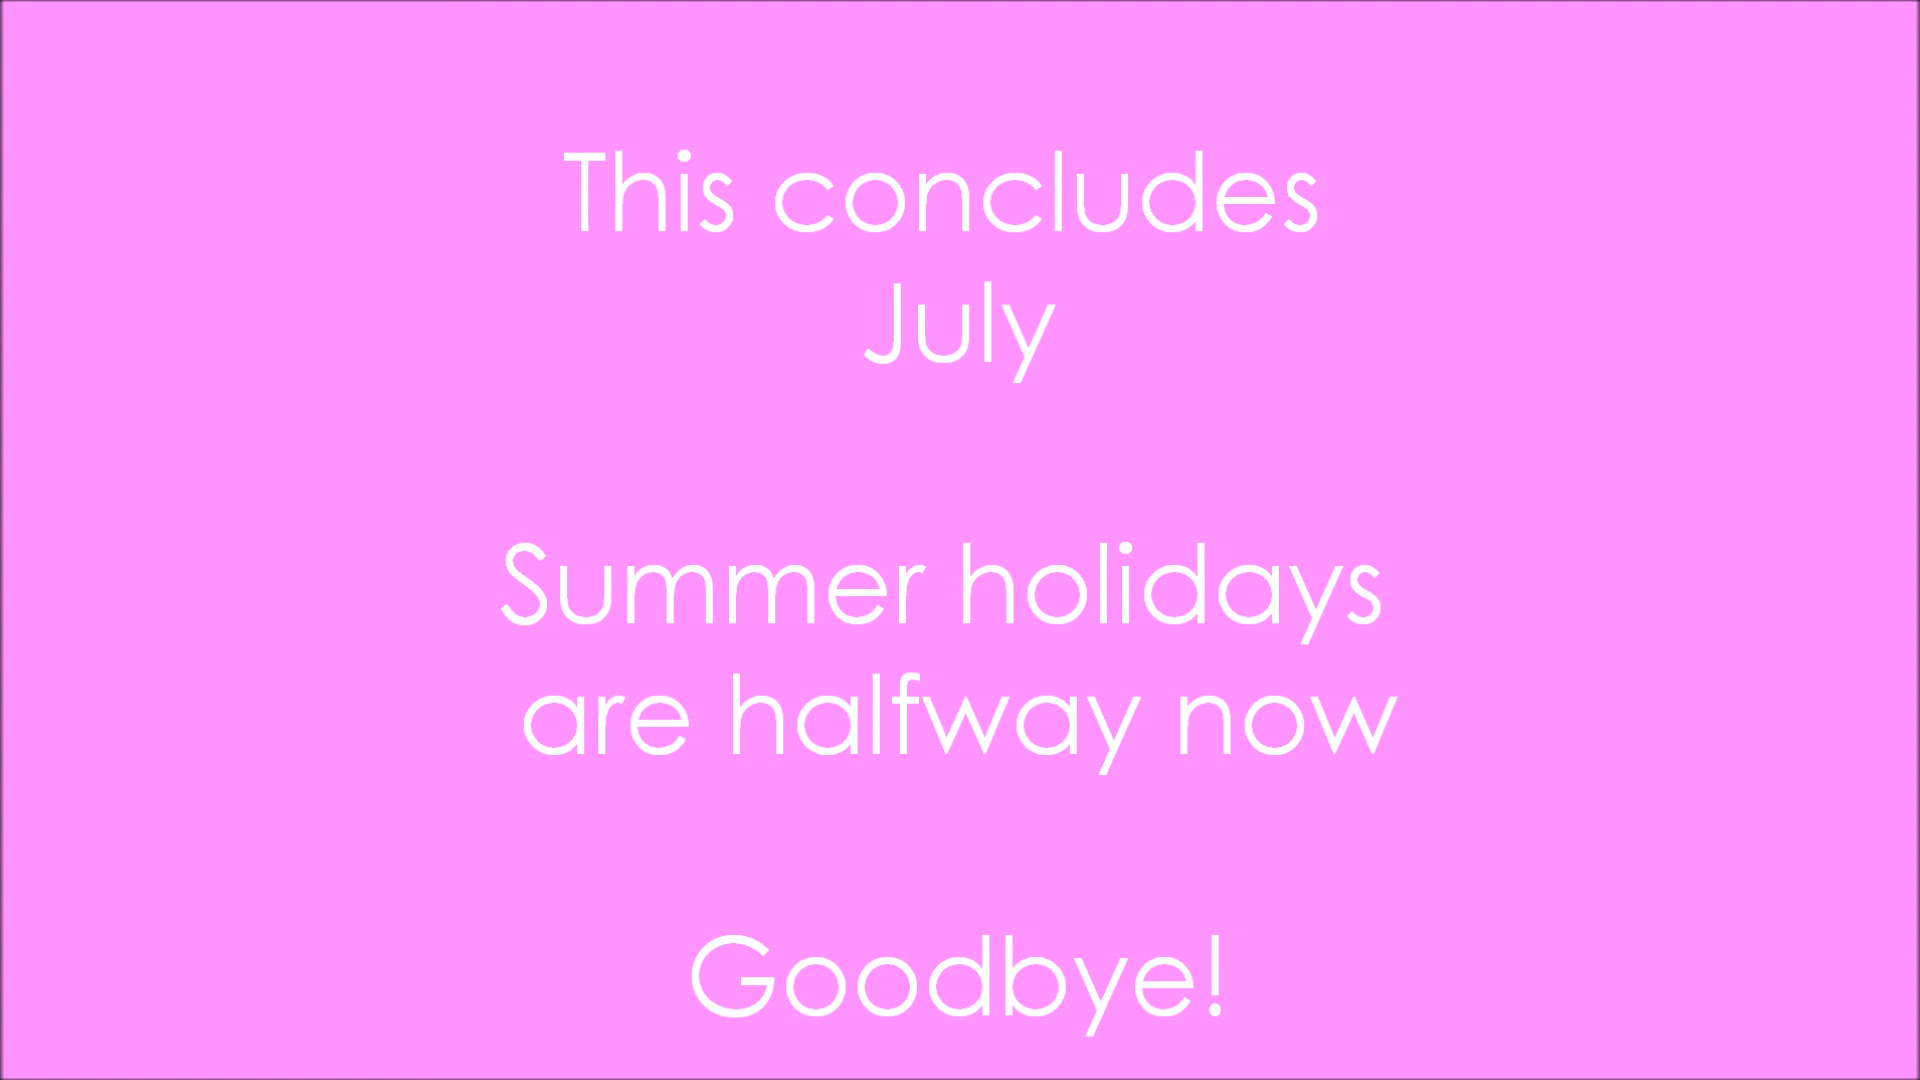 This concludes
July
Summer holidays
are halfway now
Goodbye!